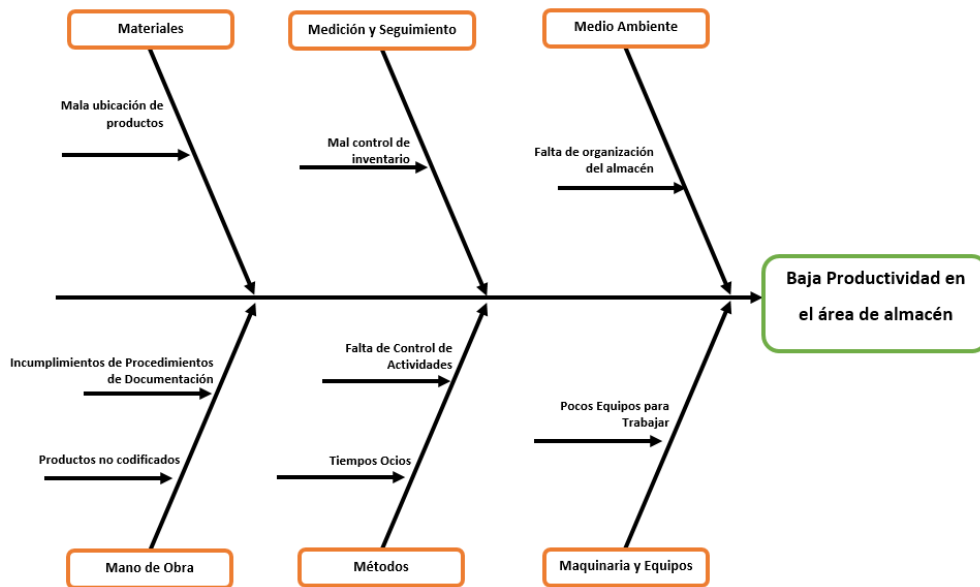 Materiales
Medición y Seguimiento
Medio Ambiente
Mala ubicación de
productos
Mal control de
inventario
Falta de organización
del almacén
Baja Productividad en
el área de almacén
Incumplimientos de Procedimientos
de Documentación
Falta de Control de
Actividades
Pocos Equipos para
Trabajar
Productos no codificados
Tiempos Ocios
Mano de Obra
Métodos
Maquinaria y Equipos